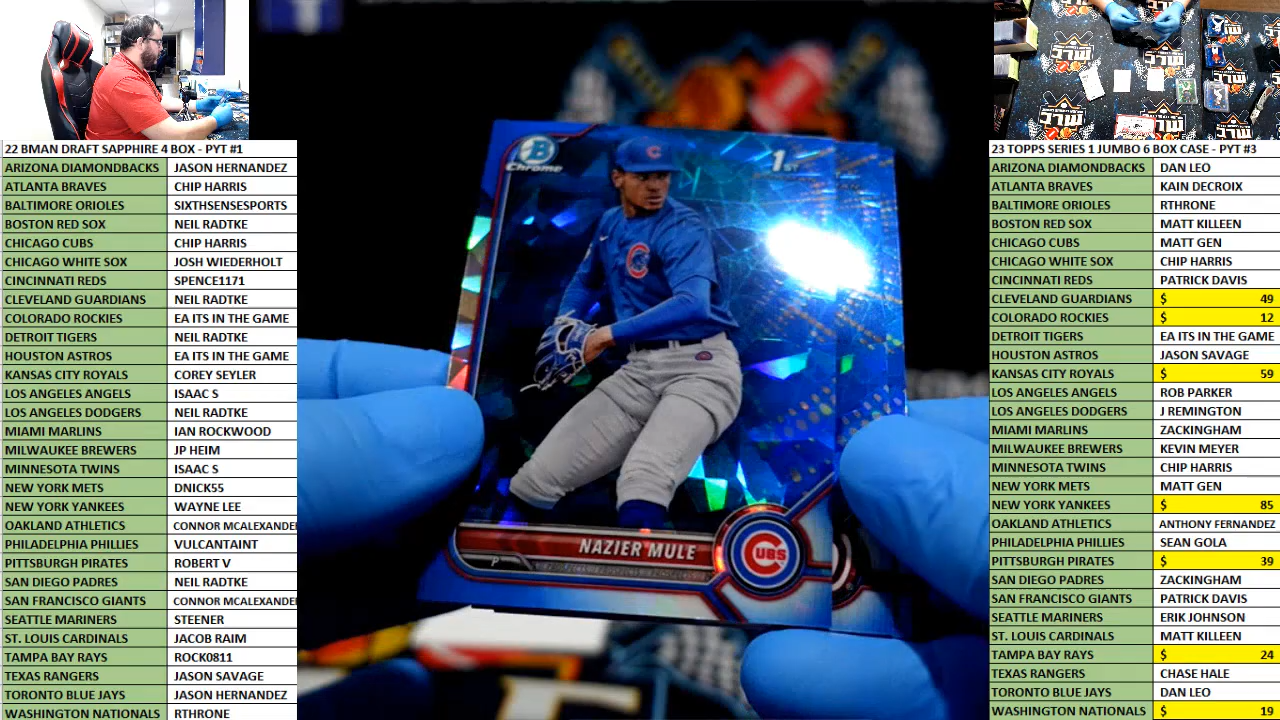 22 BMAN DRAFT SAPPHIRE 4 BOX - PYT #1
ARIZONA DIAMONDBACKS JASON HERNANDEZ
ATLANTA BRAVES CHIP HARRIS
BALTIMORE ORIOLES SIXTHSENSESPORTS
BOSTON RED SOX NEIL RADTKE
CHICAGO CUBS CHIP HARRIS
CHICAGO WHITE SOX JOSH WIEDERHOLT
CINCINNATI REDS SPENCE1171
CLEVELAND GUARDIANS NEIL RADTKE
COLORADO ROCKIES EA ITS IN THE GAME
DETROIT TIGERS NEIL RADTKE
HOUSTON ASTROS EA ITS IN THE GAME
KANSAS CITY ROYALS COREY SEYLER
LOS ANGELES ANGELS ISAAC S
LOS ANGELES DODGERS NEIL RADTKE
MIAMI MARLINS IAN ROCKWOOD
MILWAUKEE BREWERS JP HEIM
MINNESOTA TWINS ISAAC S
NEW YORK METS DNICK55
NEW YORK YANKEES WAYNE LEE
OAKLAND ATHLETICS CONNOR MCALEXANDE
PHILADELPHIA PHILLIES VULCANTAINT
PITTSBURGH PIRATES ROBERT V
SAN DIEGO PADRES NEIL RADTKE
SAN FRANCISCO GIANTS CONNOR MCALEXANDE
SEATTLE MARINERS STEENER
ST. LOUIS CARDINALS JACOB RAIM
TAMPA BAY RAYS ROCK0811
TEXAS RANGERS JASON SAVAGE
TORONTO BLUE JAYS JASON HERNANDEZ
WASHINGTON NATIONALS RTHRONE
B
Chrome
1ST
C
C
NAZIER MULE
P
PROSPECTS
CUBS
23 TOPPS SERIES 1 JUMBO 6 BOX CASE - PYT #3
ARIZONA DIAMONDBACKS DAN LEO
ATLANTA BRAVES KAIN DECROIX
BALTIMORE ORIOLES RTHRONE
BOSTON RED SOX MATT KILLEEN
CHICAGO CUBS MATT GEN
CHICAGO WHITE SOX CHIP HARRIS
CINCINNATI REDS PATRICK DAVIS
CLEVELAND GUARDIANS $ 49
COLORADO ROCKIES $ 12
DETROIT TIGERS EA ITS IN THE GAME
HOUSTON ASTROS JASON SAVAGE
KANSAS CITY ROYALS $ 59
LOS ANGELES ANGELS ROB PARKER
LOS ANGELES DODGERS J REMINGTON
MIAMI MARLINS ZACKINGHAM
MILWAUKEE BREWERS KEVIN MEYER
MINNESOTA TWINS CHIP HARRIS
NEW YORK METS MATT GEN
NEW YORK YANKEES $ 85
OAKLAND ATHLETICS ANTHONY FERNANDEZ
PHILADELPHIA PHILLIES SEAN GOLA
PITTSBURGH PIRATES $ 39
SAN DIEGO PADRES ZACKINGHAM
SAN FRANCISCO GIANTS PATRICK DAVIS
SEATTLE MARINERS ERIK JOHNSON
ST. LOUIS CARDINALS MATT KILLEEN
TAMPA BAY RAYS $ 24
TEXAS RANGERS CHASE HALE
TORONTO BLUE JAYS DAN LEO
WASHINGTON NATIONALS $ 19